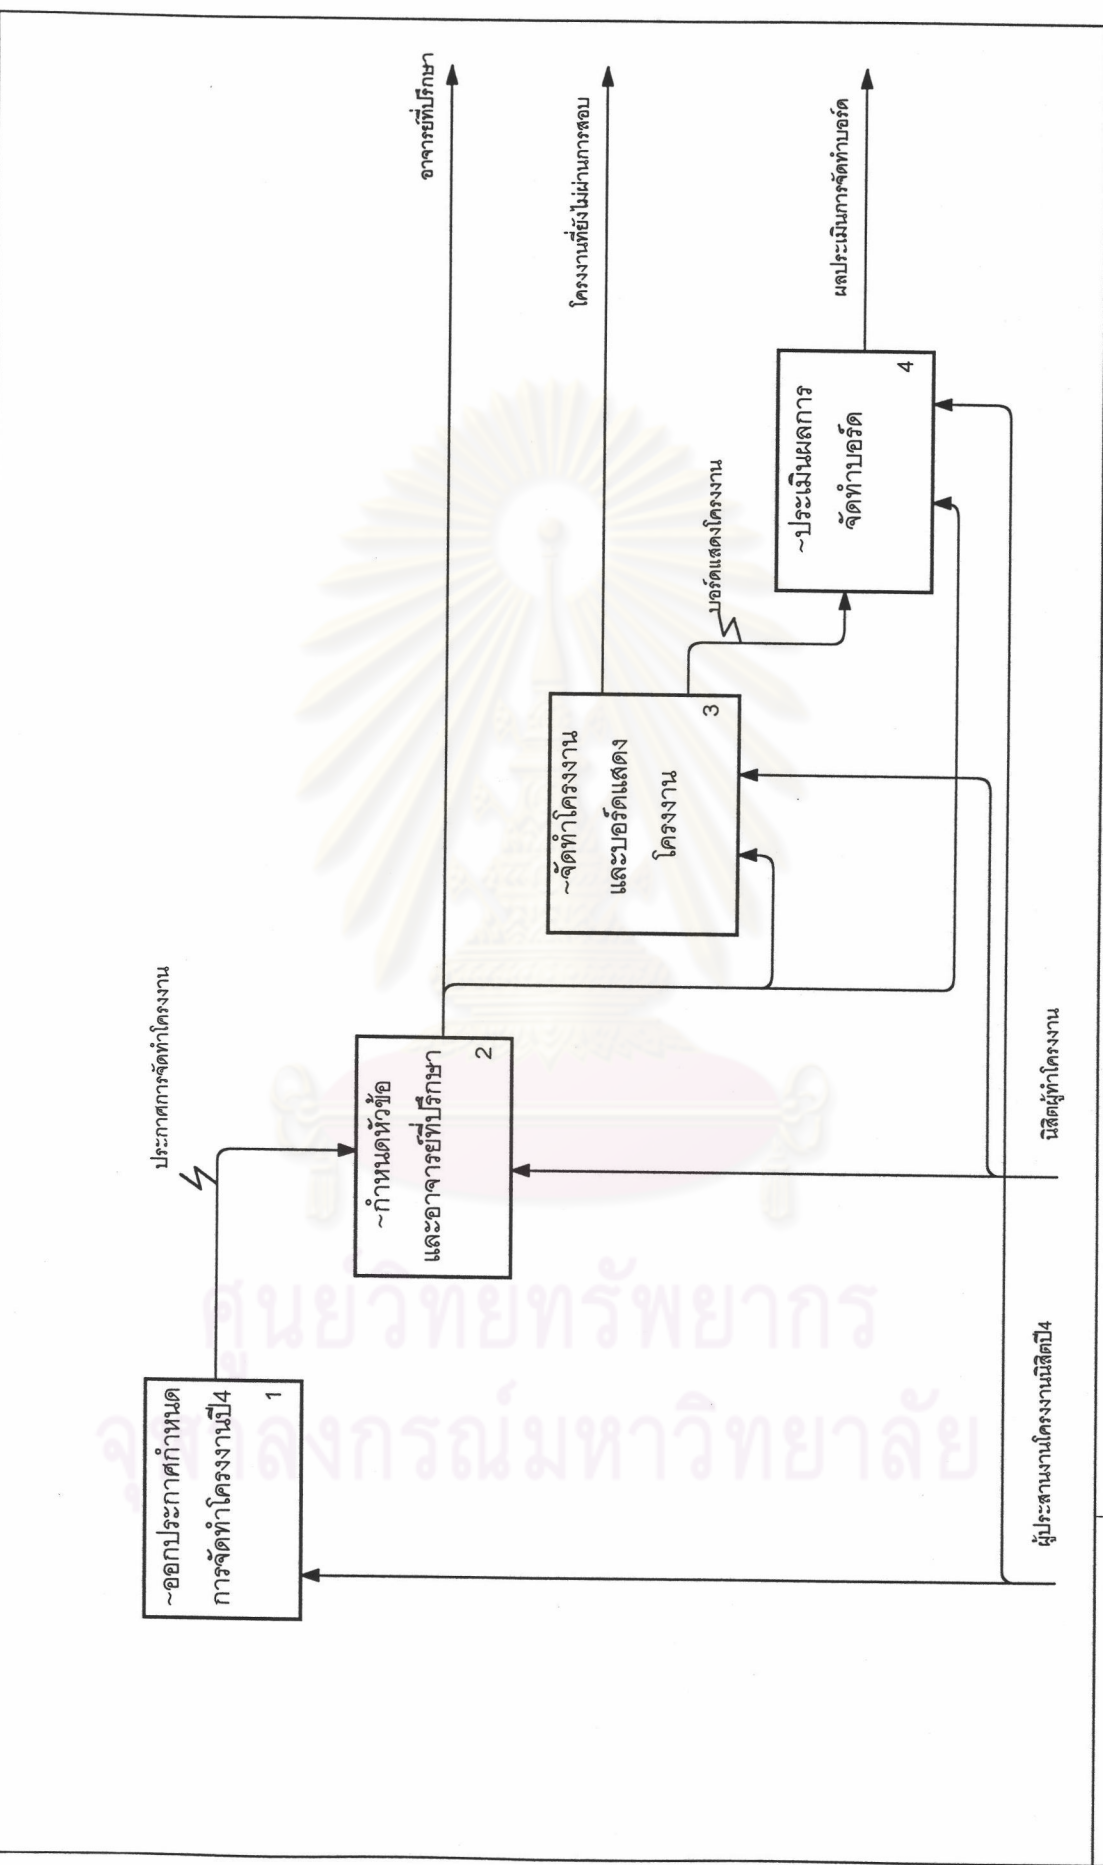 อาจารย์ที่ปรึกษา
โครงงานที่ยังไม่ผ่านการสอบ
ผลประเมินการจัดทำบอร์ด
ประกาศการจัดทำโครงงาน
~ออกประกาศกำหนด
การจัดทำโครงงานปี4
1
~กำหนดหัวข้อ
และอาจารย์ที่ปรึกษา
2
~จัดทำโครงงาน
และบอร์ดแสดง
โครงงาน
3
บอร์ดแสดงโครงงาน
~ประเมินผลการ
จัดทำบอร์ด
4
ผู้ประสานงานโครงงานนิสิตปี4
นิสิตผู้ทำโครงงาน
ศูนย์วิทยทรัพยากร
จุฬาลงกรณ์มหาวิทยาลัย